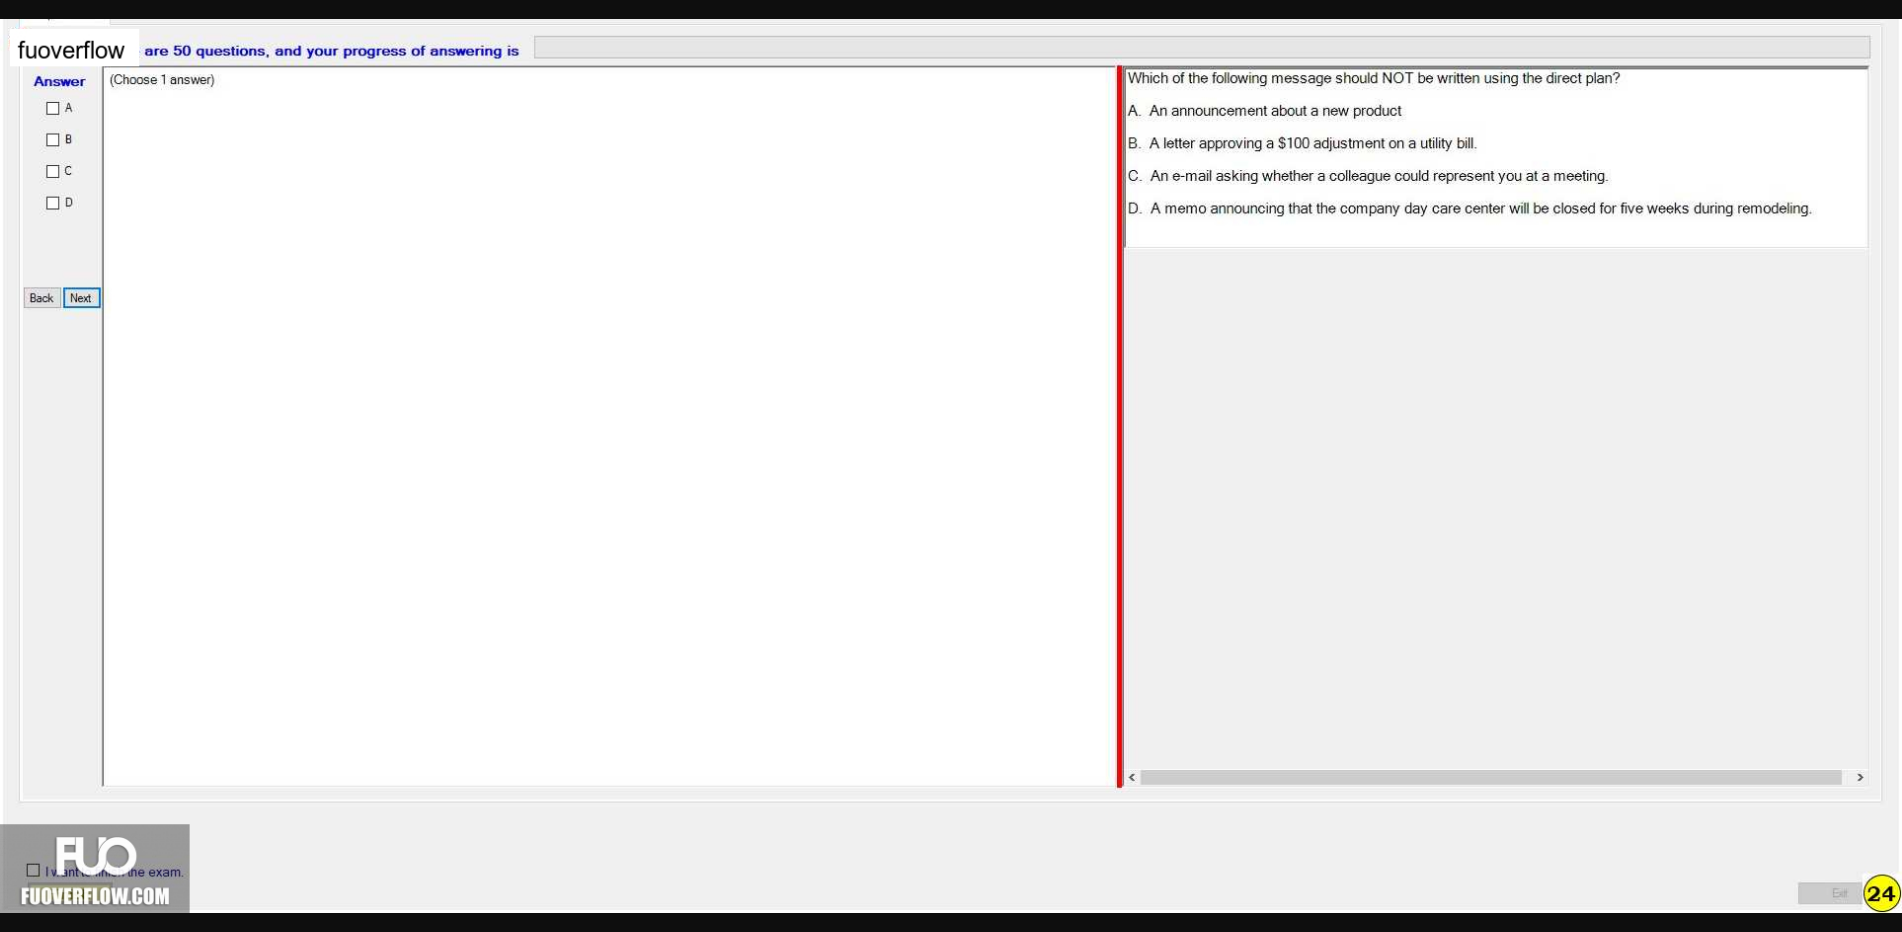 fuoverflow are 50 questions, and your progress of answering is
Answer
A
B
C
D
Back Next
(Choose 1 answer)
Which of the following message should NOT be written using the direct plan?
A. An announcement about a new product
B. A letter approving a $100 adjustment on a utility bill.
C. An e-mail asking whether a colleague could represent you at a meeting.
D. A memo announcing that the company day care center will be closed for five weeks during remodeling.
FUO
I want to finish the exam.
FUOVERFLOW.COM
Exit
24